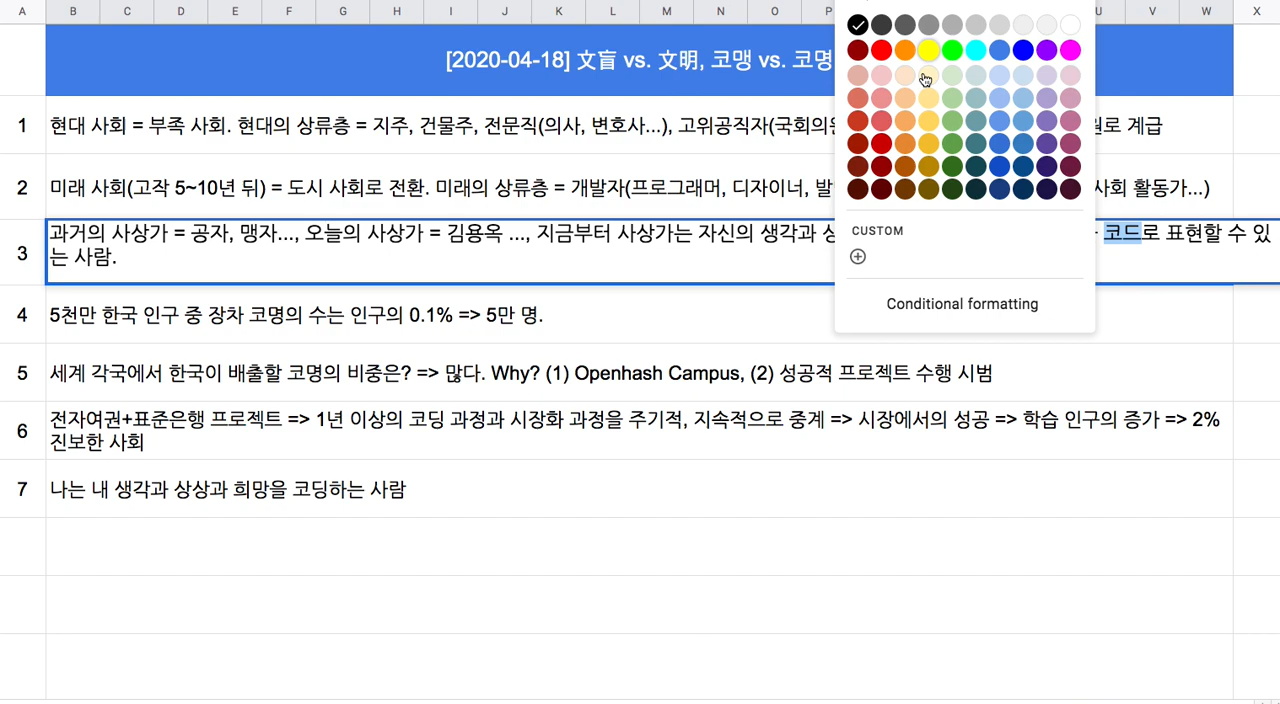 A B C D E F G H I J K L M N O P U V W X
[2020-04-18] 文盲 vs. 文明, 코맹 vs. 코명
1 현대 사회 = 부족 사회. 현대의 상류층 = 지주, 건물주, 전문직(의사, 변호사...), 고위공직자(국회의 로 계급
2 미래 사회(고작 5~10년 뒤) = 도시 사회로 전환. 미래의 상류층 = 개발자(프로그래머, 디자이너, 발 사회 활동가...)
3 과거의 사상가 = 공자, 맹자..., 오늘의 사상가 = 김용옥 ..., 지금부터 사상가는 자신의 생각과 코드로 표현할 수 있
는 사람.
4 5천만 한국 인구 중 장차 코명의 수는 인구의 0.1% => 5만 명.
5 세계 각국에서 한국이 배출할 코명의 비중은? => 많다. Why? (1) Openhash Campus, (2) 성공적 프로젝트 수행 시범
6 전자여권+표준은행 프로젝트 => 1년 이상의 코딩 과정과 시장화 과정을 주기적, 지속적으로 중계 => 시장에서의 성공 => 학습 인구의 증가 => 2%
진보한 사회
7 나는 내 생각과 상상과 희망을 코딩하는 사람
CUSTOM
Conditional formatting